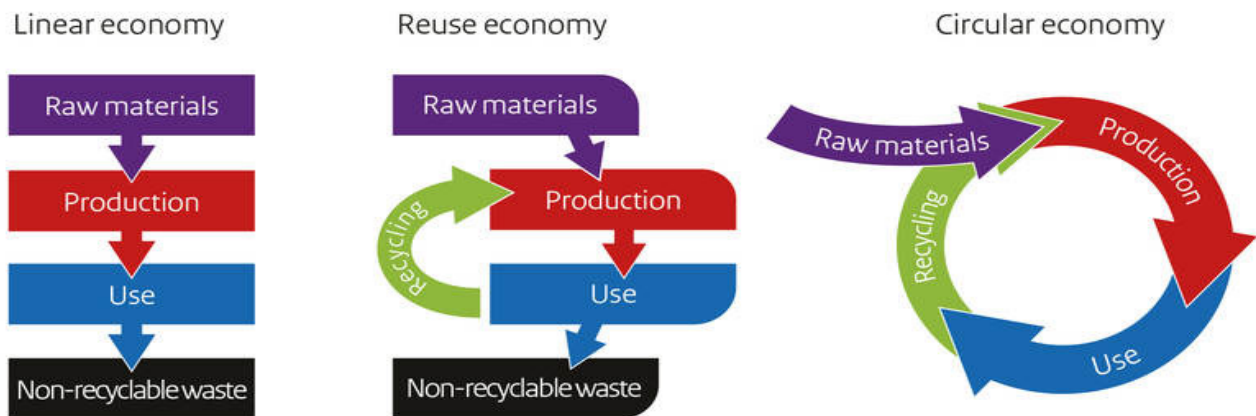 Linear economy
Raw materials
Production
Use
Non-recyclable waste
Reuse economy
Raw materials
Production
Recycling
Use
Non-recyclable waste
Circular economy
Raw materials
Production
Recycling
Use